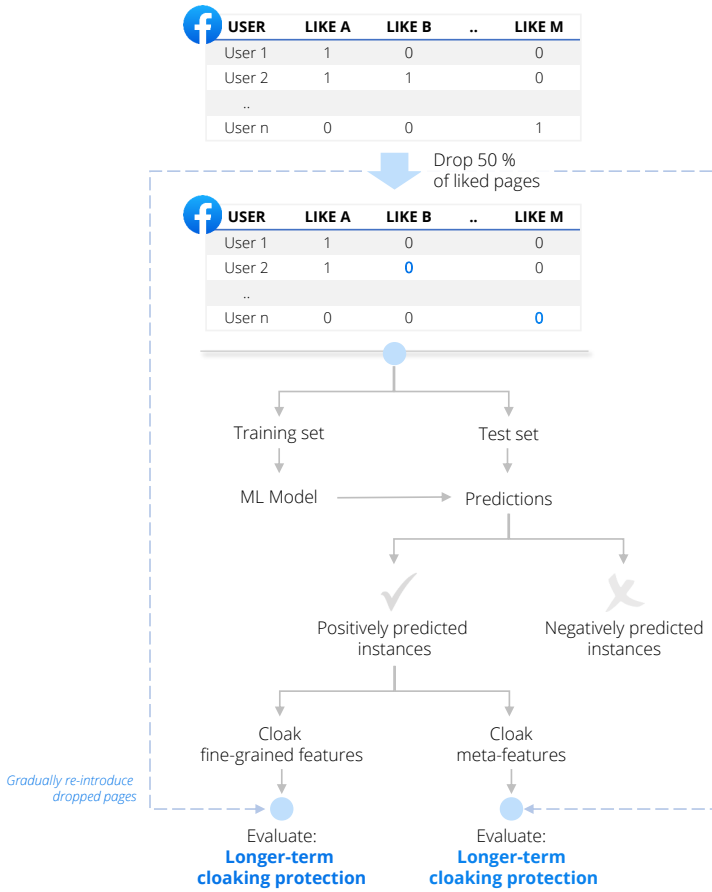 USER LIKE A LIKE B .. LIKE M
User 1 1 0 0
User 2 1 1 0
..
User n 0 0 1
Drop 50 %
of liked pages
USER LIKE A LIKE B .. LIKE M
User 1 1 0 0
User 2 1 0 0
..
User n 0 0 0
Training set Test set
ML Model Predictions
Positively predicted
instances
Negatively predicted
instances
Cloak
fine-grained features
Cloak
meta-features
Gradually re-introduce
dropped pages
Evaluate:
Longer-term
cloaking protection
Evaluate:
Longer-term
cloaking protection